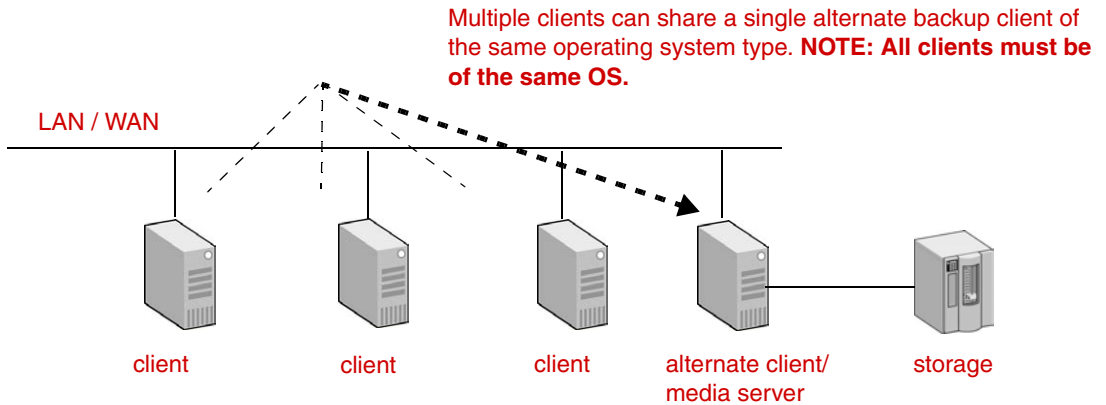 Multiple clients can share a single alternate backup client of
the same operating system type. NOTE: All clients must be
of the same OS.
LAN / WAN
client
client
client
alternate client/
media server
storage